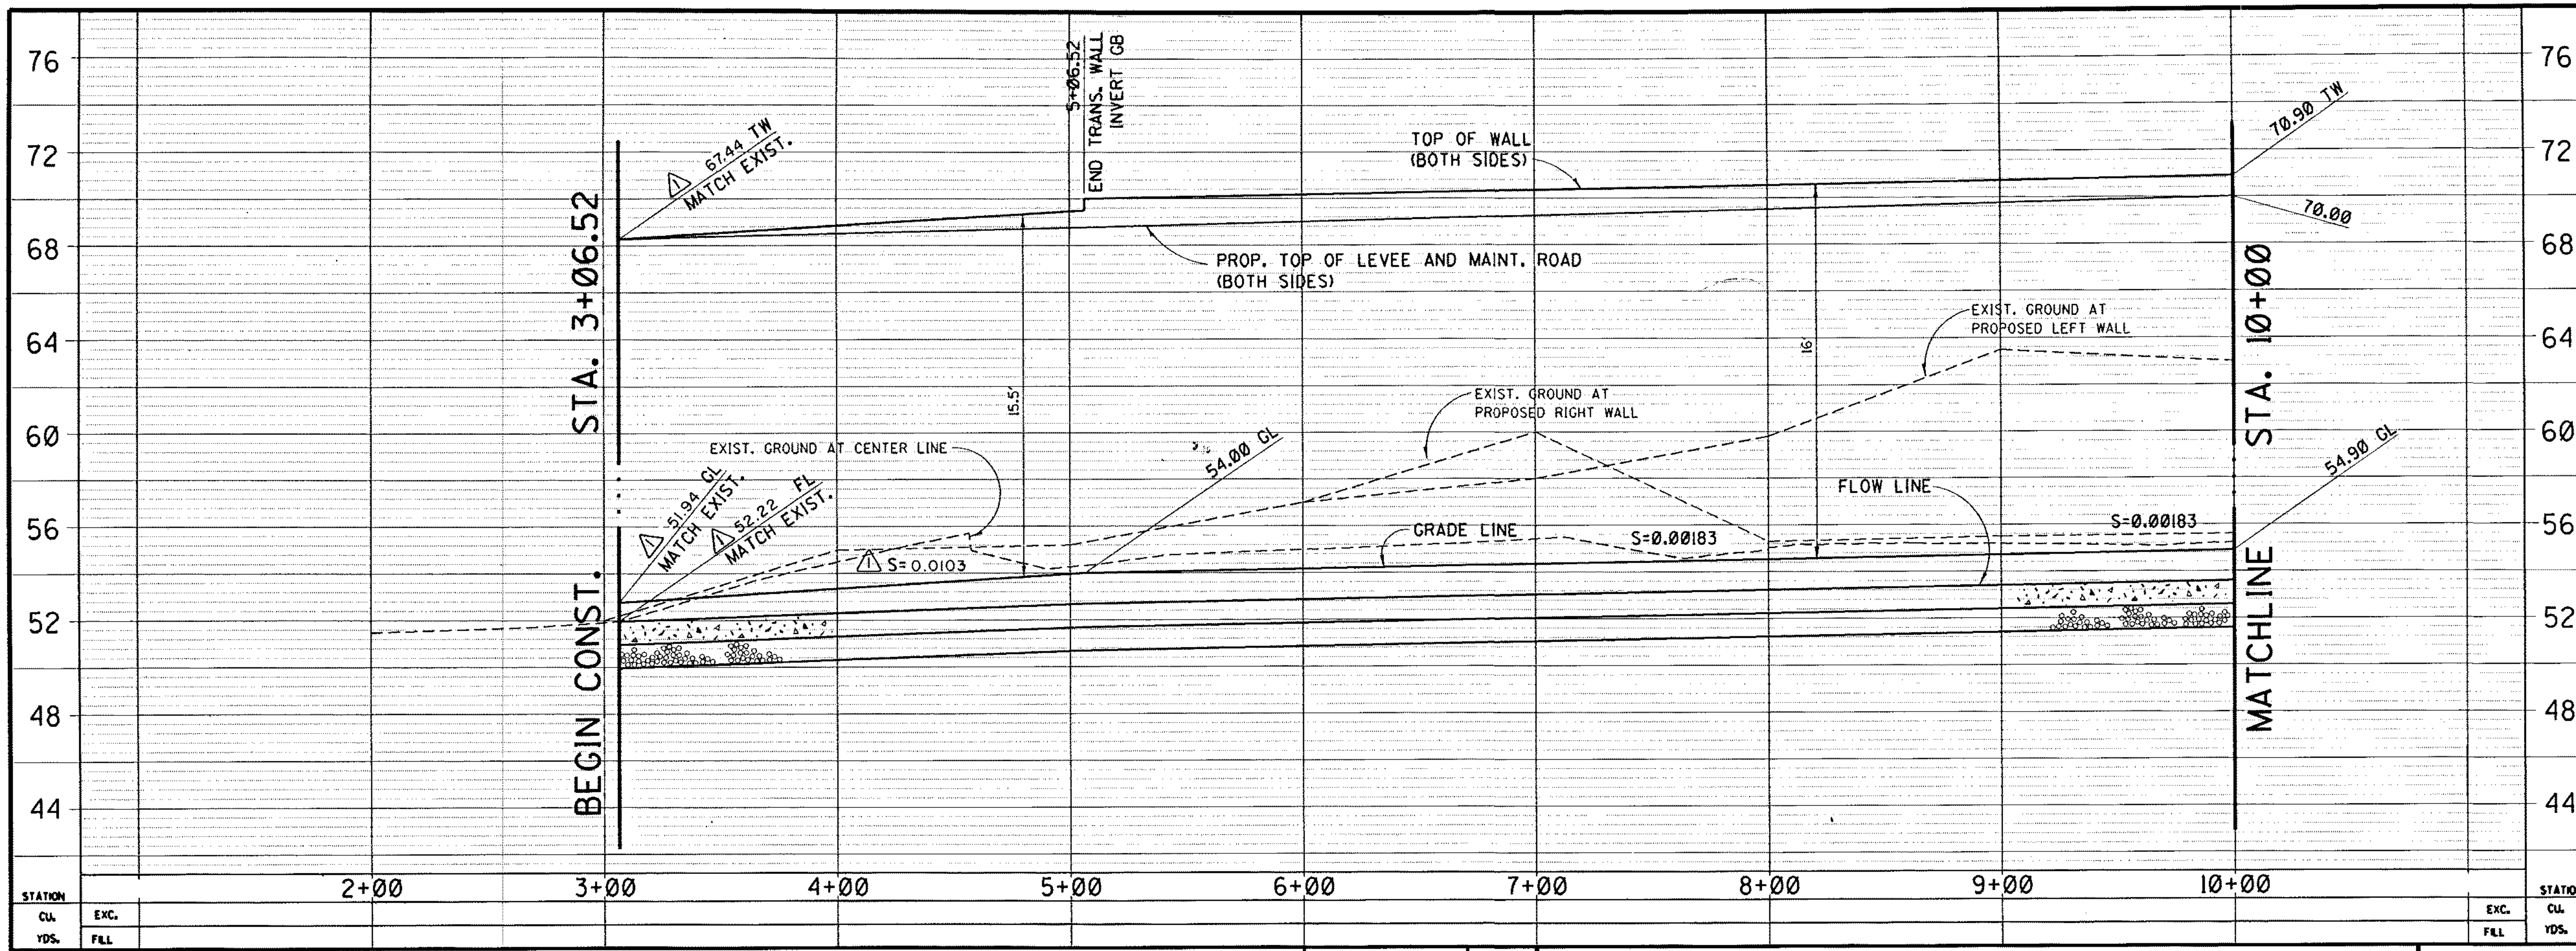 76
72
68
64
60
56
52
48
44
76
72
68
64
60
56
52
48
44
BEGIN CONST. STA. 3+06.52
1 67.44 TW
MATCH EXIST.
5+06.52
END TRANS. WALL
INVERT GB
TOP OF WALL
(BOTH SIDES)
70.90 TW
70.00
PROP. TOP OF LEVEE AND MAINT. ROAD
(BOTH SIDES)
EXIST. GROUND AT
PROPOSED LEFT WALL
16'
15.5'
EXIST. GROUND AT
PROPOSED RIGHT WALL
EXIST. GROUND AT CENTER LINE
54.00 GL
54.90 GL
1 51.94 GL
MATCH EXIST.
1 52.22 FL
MATCH EXIST.
FLOW LINE
GRADE LINE
S=0.00183
S=0.00183
1 S=0.0103
MATCHLINE STA. 10+00
STATION 2+00 3+00 4+00 5+00 6+00 7+00 8+00 9+00 10+00 STATIO
CU. EXC. EXC. CU.
YDS. FILL FILL YDS.